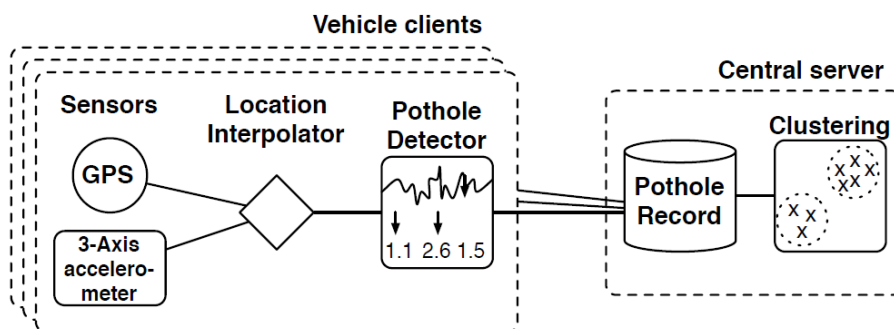 Vehicle clients
Sensors
Location
Interpolator
Pothole
Detector
GPS
3-Axis
accelero-
meter
1.1 2.6 1.5
Central server
Pothole
Record
Clustering
x
x x
x x
x
x
x